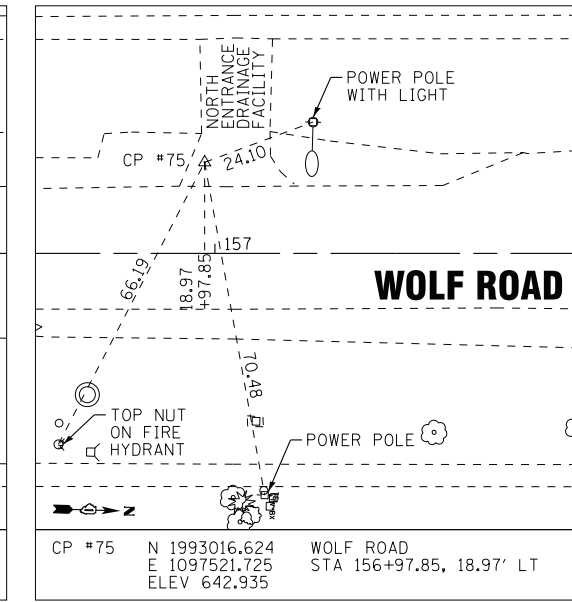 NORTH
ENTRANCE
DRAINAGE
FACILITY
POWER POLE
WITH LIGHT
CP #75
24.10
157
66.19
18.97
+97.85
WOLF ROAD
70.48
TOP NUT
ON FIRE
HYDRANT
POWER POLE
N
CP #75 N 1993016.624 WOLF ROAD
E 1097521.725 STA 156+97.85, 18.97' LT
ELEV 642.935